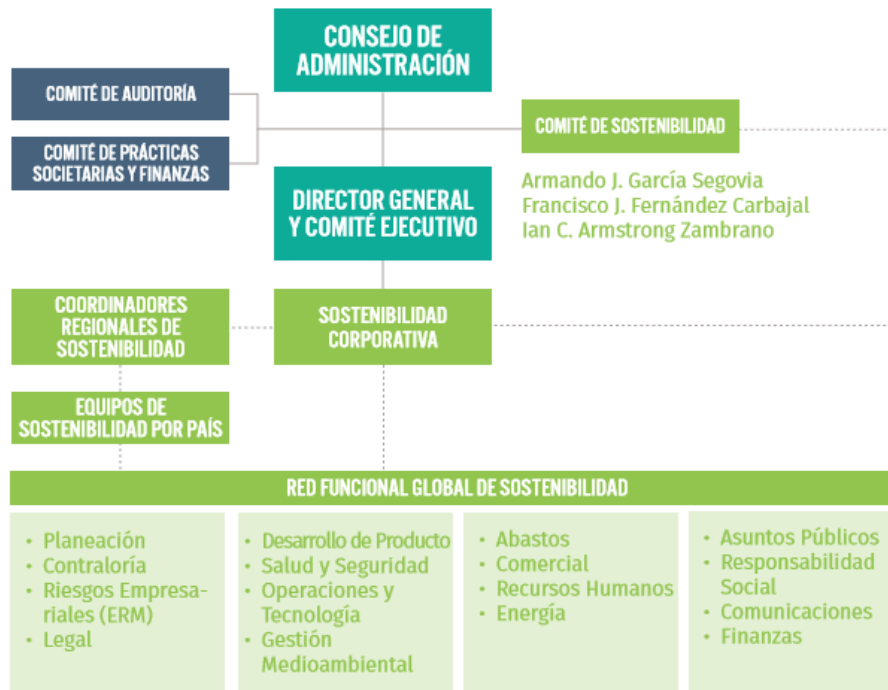 CONSEJO DE
ADMINISTRACIÓN
COMITÉ DE AUDITORÍA
COMITÉ DE PRÁCTICAS
SOCIETARIAS Y FINANZAS
COMITÉ DE SOSTENIBILIDAD
Armando J. García Segovia
Francisco J. Fernández Carbajal
Ian C. Armstrong Zambrano
DIRECTOR GENERAL
Y COMITÉ EJECUTIVO
COORDINADORES
REGIONALES DE
SOSTENIBILIDAD
SOSTENIBILIDAD
CORPORATIVA
EQUIPOS DE
SOSTENIBILIDAD POR PAÍS
RED FUNCIONAL GLOBAL DE SOSTENIBILIDAD
• Planeación
• Contraloría
• Riesgos Empresa-
riales (ERM)
• Legal
• Desarrollo de Producto
• Salud y Seguridad
• Operaciones y
Tecnología
• Gestión
Medioambiental
• Abastos
• Comercial
• Recursos Humanos
• Energía
• Asuntos Públicos
• Responsabilidad
Social
• Comunicaciones
• Finanzas